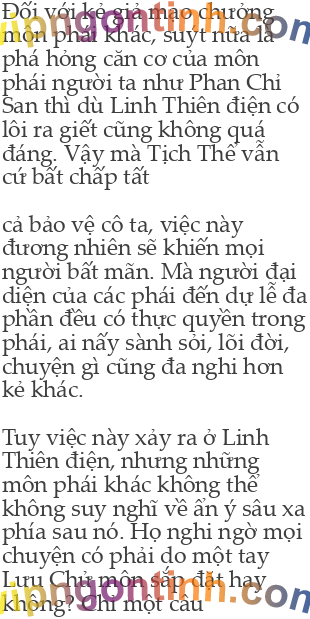 Đối với kẻ giả mạo chưởng
môn phái khác, suýt nữa là
phá hỏng căn cơ của môn
phái người ta như Phan Chỉ
San thì dù Linh Thiên điện có
lôi ra giết cũng không quá
đáng. Vậy mà Tịch Thế vẫn
cứ bất chấp tất
cả bảo vệ cô ta, việc này
đương nhiên sẽ khiến mọi
người bất mãn. Mà người đại
diện của các phái đến dự lễ đa
phần đều có thực quyền trong
phái, ai nấy sành sỏi, lõi đời,
chuyện gì cũng đa nghi hơn
kẻ khác.
Tuy việc này xảy ra ở Linh
Thiên điện, nhưng những
môn phái khác không thể
không suy nghĩ về ẩn ý sâu xa
phía sau nó. Họ nghi ngờ mọi
chuyện có phải do một tay
Lưu Chủ môn sắp đặt hay
không? Chỉ một câu